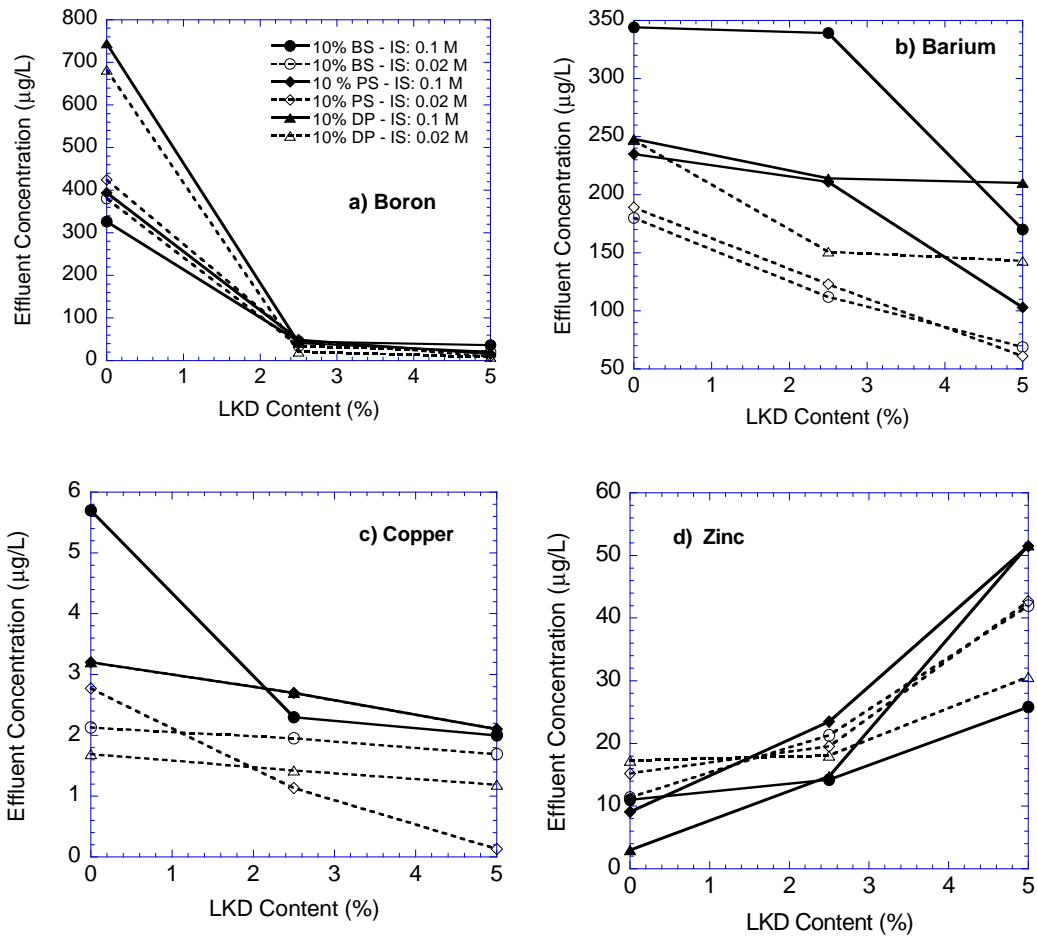 800
700
600
500
400
300
200
100
0
Effluent Concentration (μg/L)
10% BS - IS: 0.1 M
10% BS - IS: 0.02 M
10 % PS - IS: 0.1 M
10% PS - IS: 0.02 M
10% DP - IS: 0.1 M
10% DP - IS: 0.02 M
a) Boron
0 1 2 3 4 5
LKD Content (%)
350
300
250
200
150
100
50
Effluent Concentration (μg/L)
b) Barium
0 1 2 3 4 5
LKD Content (%)
6
5
4
3
2
1
0
Effluent Concentration (μg/L)
c) Copper
0 1 2 3 4 5
LKD Content (%)
60
50
40
30
20
10
0
Effluent Concentration (μg/L)
d) Zinc
0 1 2 3 4 5
LKD Content (%)